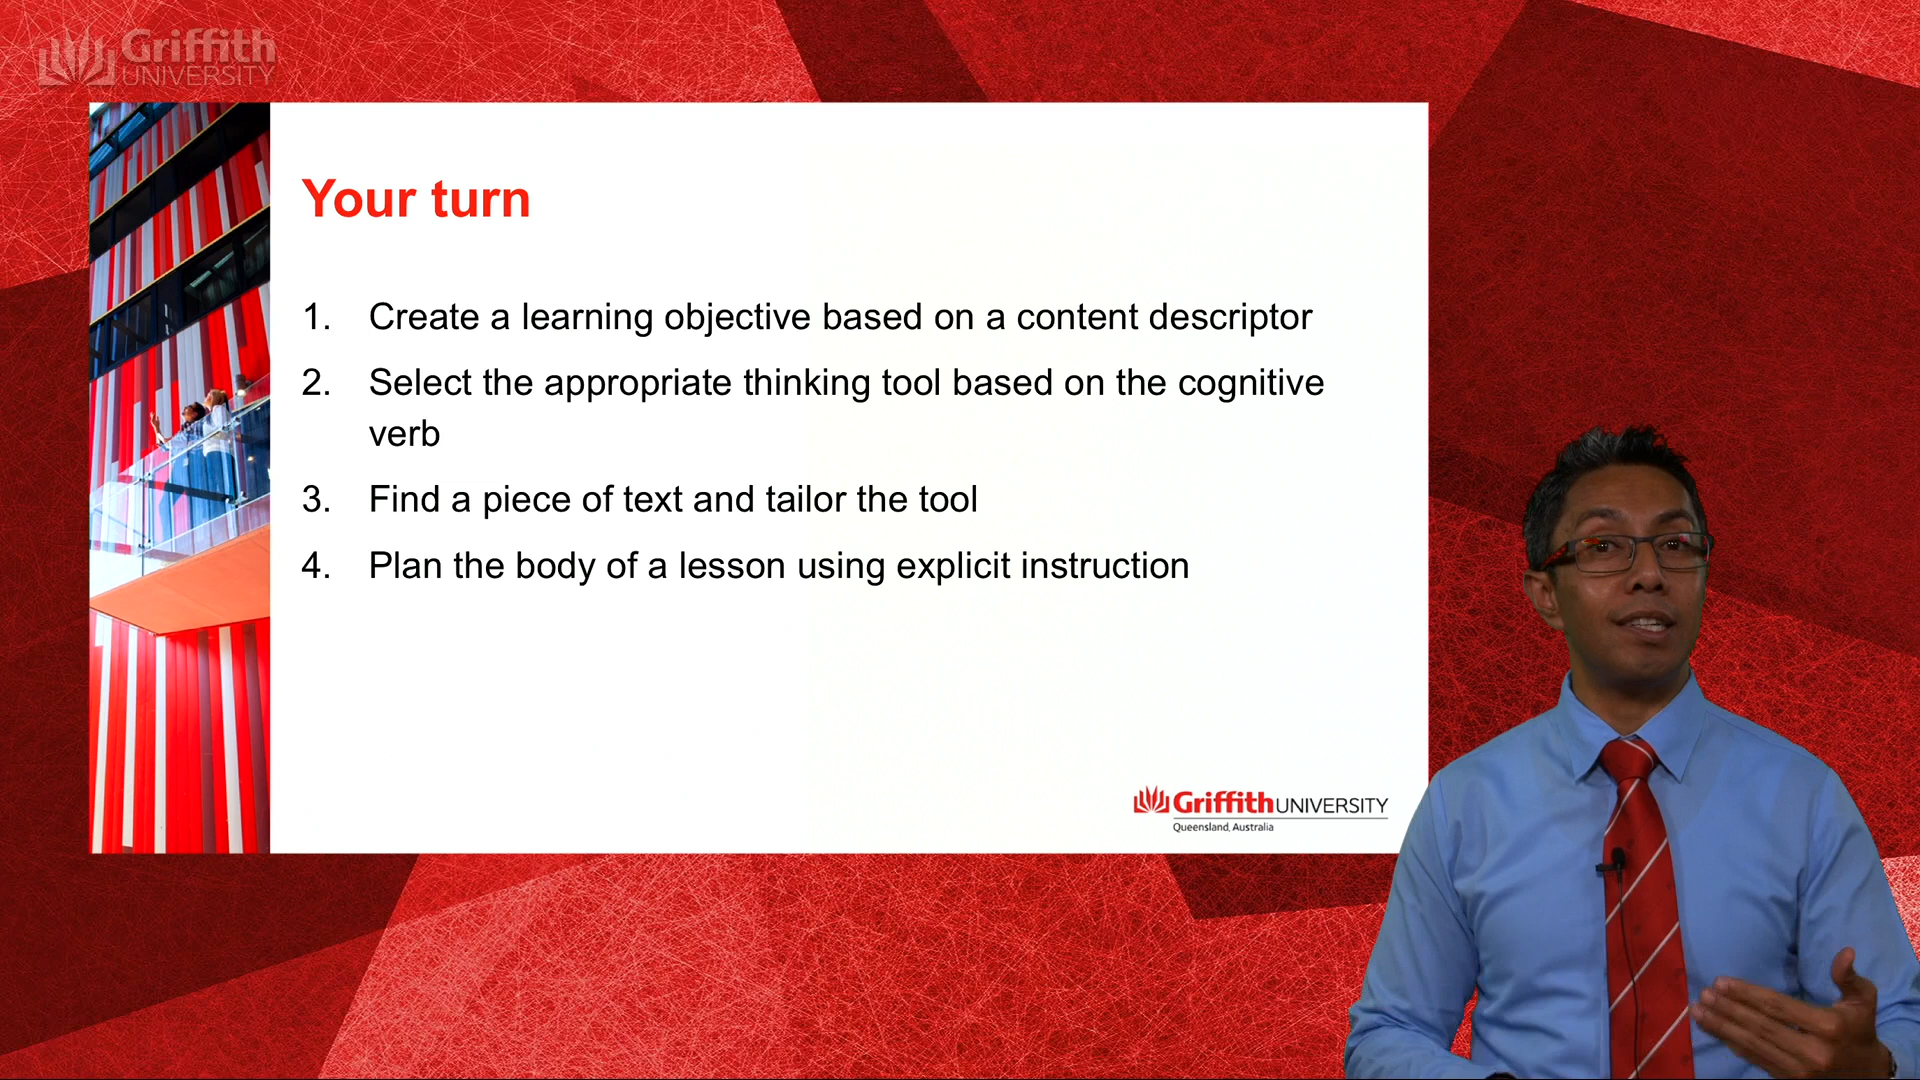 Griffith
UNIVERSITY
Your turn
1. Create a learning objective based on a content descriptor
2. Select the appropriate thinking tool based on the cognitive
verb
3. Find a piece of text and tailor the tool
4. Plan the body of a lesson using explicit instruction
Griffith UNIVERSITY
Queensland, Australia